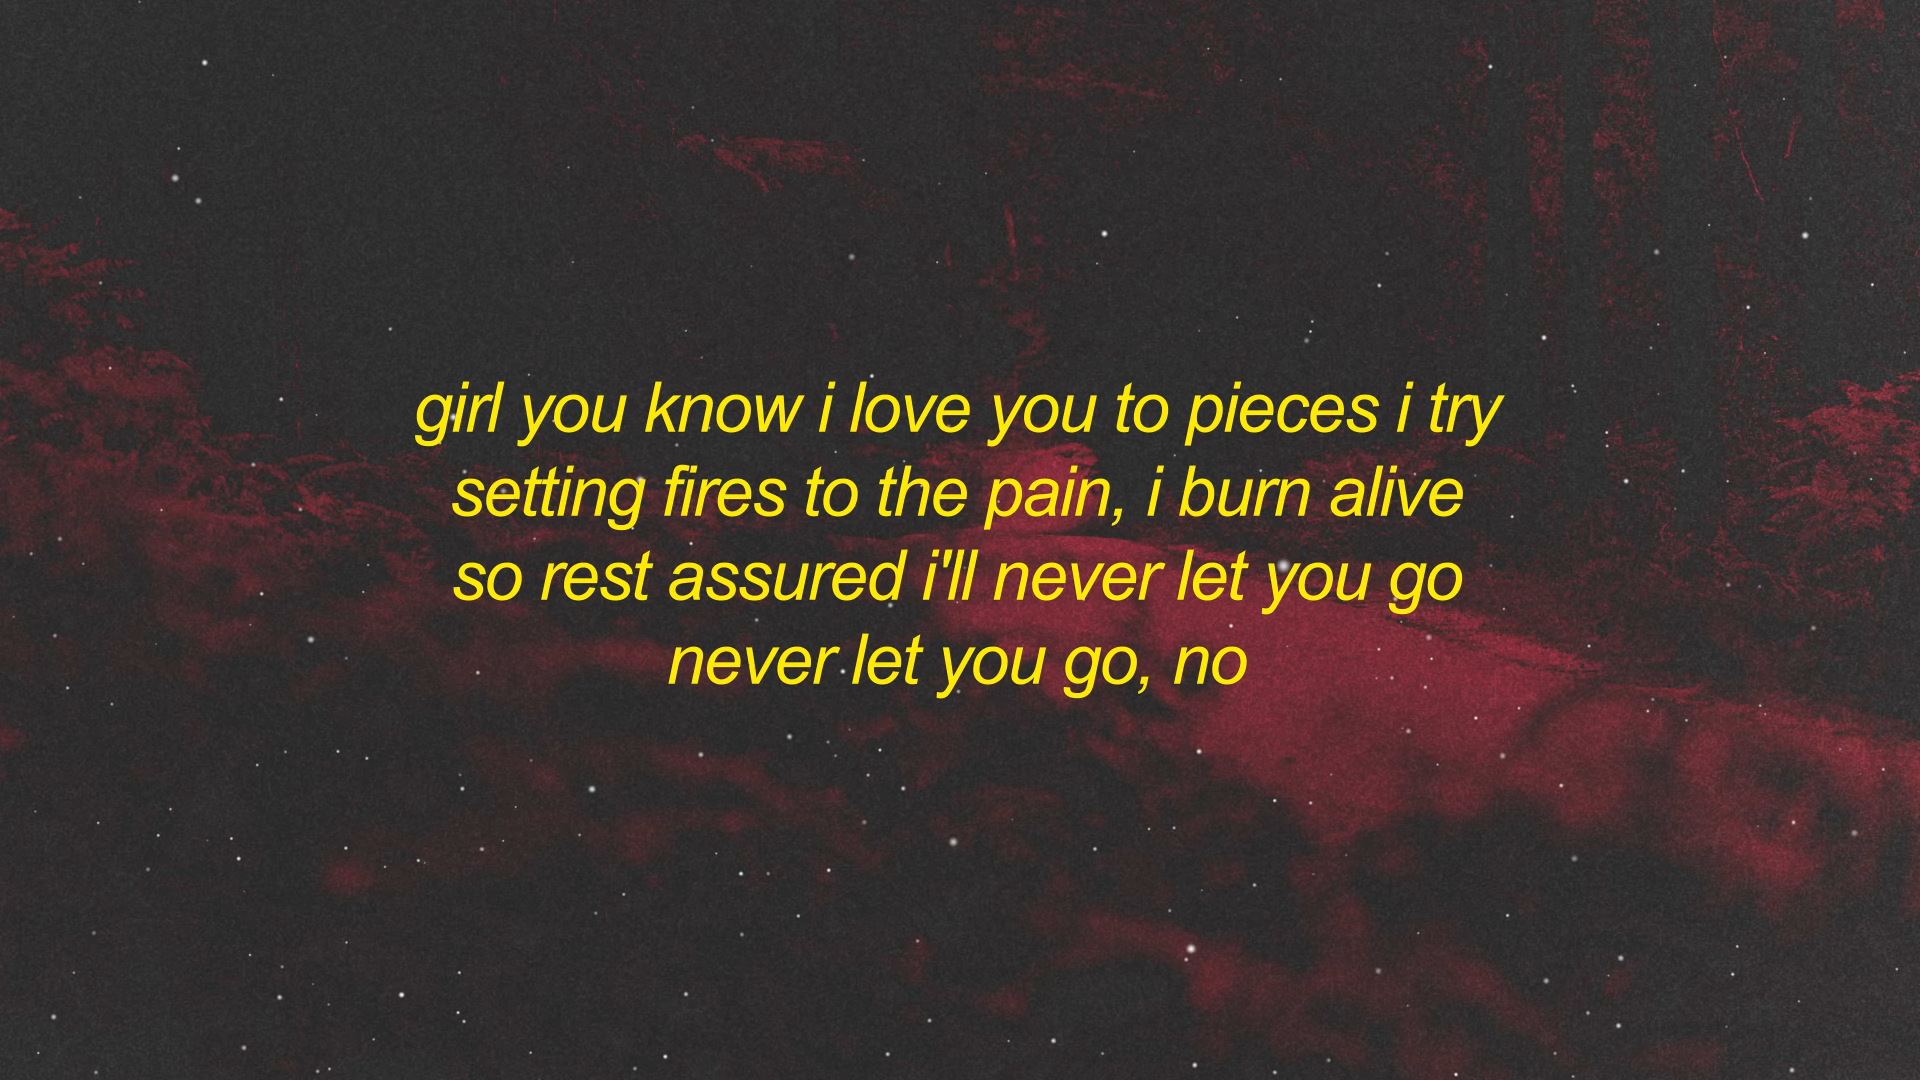 girl you know i love you to pieces i try
setting fires to the pain, i burn alive
so rest assured i'll never let you go
never let you go, no